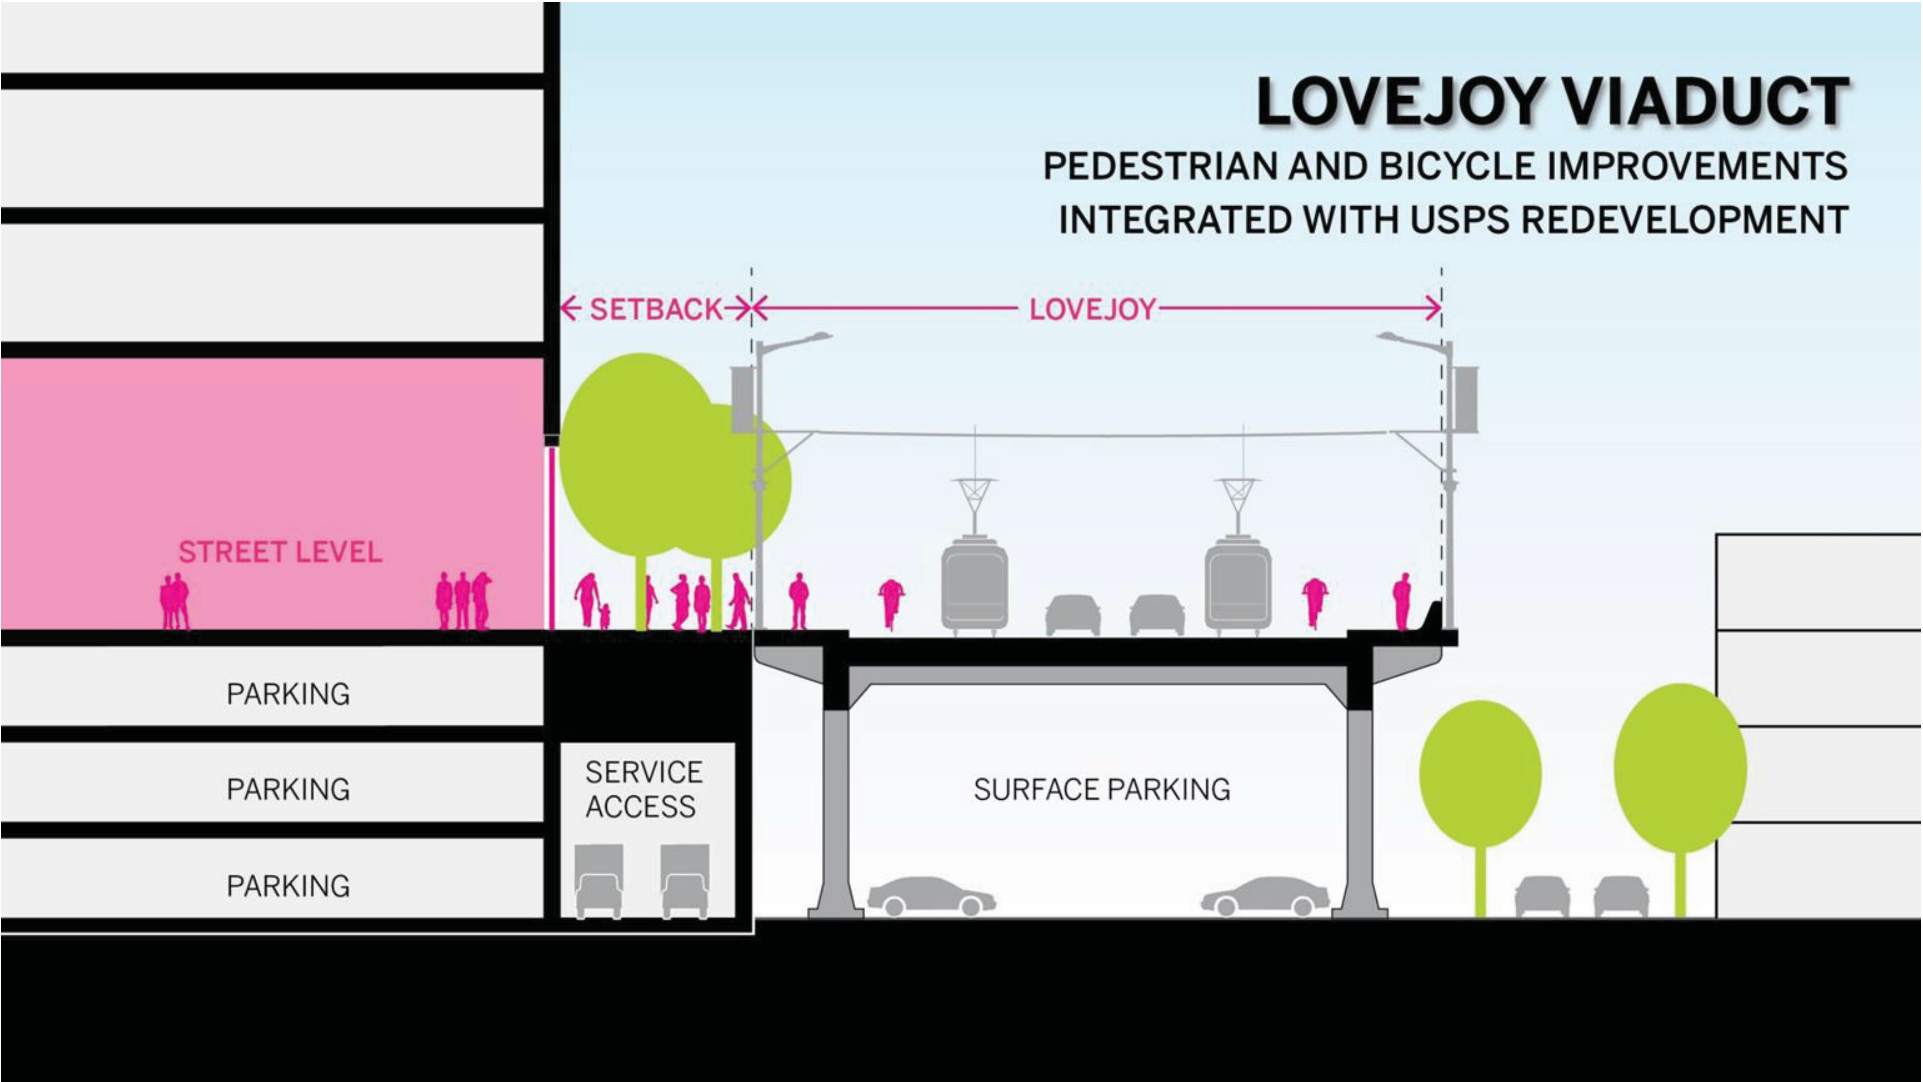 LOVEJOY VIADUCT
PEDESTRIAN AND BICYCLE IMPROVEMENTS
INTEGRATED WITH USPS REDEVELOPMENT
SETBACK
LOVEJOY
STREET LEVEL
PARKING
PARKING
PARKING
SERVICE
ACCESS
SURFACE PARKING